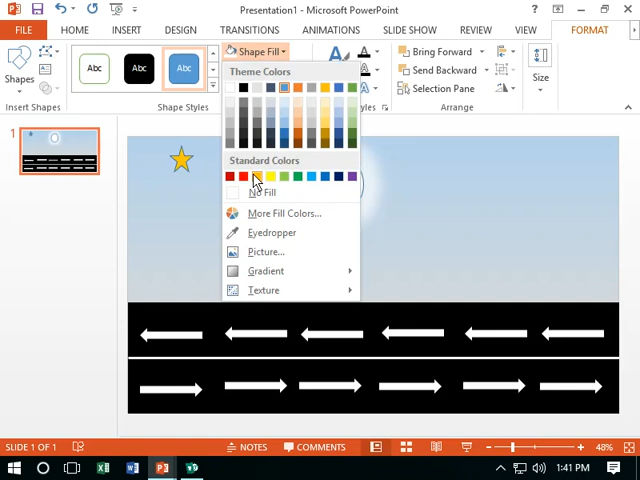 Presentation1 - Microsoft PowerPoint
FILE HOME INSERT DESIGN TRANSITIONS ANIMATIONS SLIDE SHOW REVIEW VIEW FORMAT
Shapes
Insert Shapes
Abc Abc Abc
Shape Styles
Shape Fill
Theme Colors
Standard Colors
No Fill
More Fill Colors...
Eyedropper
Picture...
Gradient
Texture
Bring Forward
Send Backward
Selection Pane
Arrange
Size
1
SLIDE 1 OF 1 NOTES COMMENTS 48%
1:41 PM